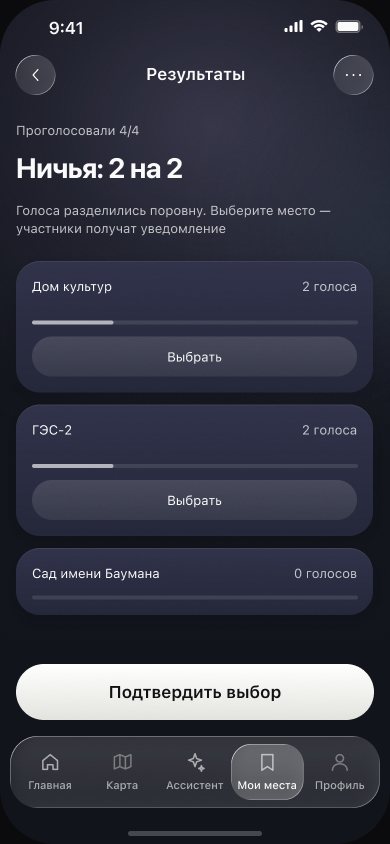 9:41
Результаты
Проголосовали 4/4
Ничья: 2 на 2
Голоса разделились поровну. Выберите место —
участники получат уведомление
Дом культур
2 голоса
Выбрать
ГЭС-2
2 голоса
Выбрать
Сад имени Баумана
0 голосов
Подтвердить выбор
Главная
Карта
Ассистент
Мои места
Профиль